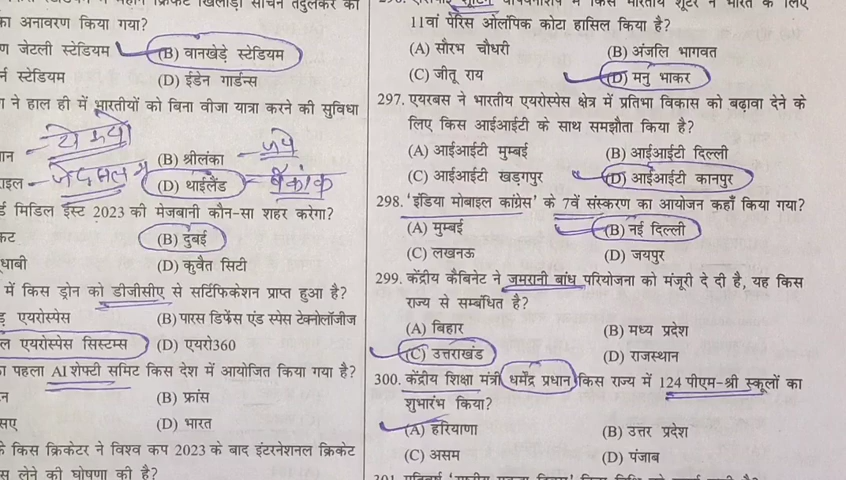 का अनावरण किया गया?
ण जेटली स्टेडियम (B) वानखेड़े स्टेडियम
र्न स्टेडियम (D) ईडेन गार्डन्स
ा ने हाल ही में भारतीयों को बिना वीजा यात्रा करने की सुविधा
(B) श्रीलंका
(D) थाईलैंड
बैंकांक
र्ड मिडिल ईस्ट 2023 की मेजबानी कौन-सा शहर करेगा?
(B) दुबई
धाबी (D) कुवैत सिटी
में किस ड्रोन को डीजीसीए से सर्टिफिकेशन प्राप्त हुआ है?
एयरोस्पेस (B) पारस डिफेंस एंड स्पेस टेक्नोलॉजीज
ल एयरोस्पेस सिस्टम्स (D) एयरो360
ा पहला AI शेफ्टी समिट किस देश में आयोजित किया गया है?
(B) फ्रांस
सए (D) भारत
के किस क्रिकेटर ने विश्व कप 2023 के बाद इंटरनेशनल क्रिकेट
स लेने की घोषणा की है?
11वां पेरिस ओलंपिक कोटा हासिल किया है?
(A) सौरभ चौधरी (B) अंजलि भागवत
(C) जीतू राय (D) मनु भाकर
297. एयरबस ने भारतीय एयरोस्पेस क्षेत्र में प्रतिभा विकास को बढ़ावा देने के
लिए किस आईआईटी के साथ समझौता किया है?
(A) आईआईटी मुम्बई (B) आईआईटी दिल्ली
(C) आईआईटी खड़गपुर (D) आईआईटी कानपुर
298. 'इंडिया मोबाइल कांग्रेस' के 7वें संस्करण का आयोजन कहाँ किया गया?
(A) मुम्बई (B) नई दिल्ली
(C) लखनऊ (D) जयपुर
299. केंद्रीय कैबिनेट ने जमरानी बांध परियोजना को मंजूरी दे दी है, यह किस
राज्य से सम्बंधित है?
(A) बिहार (B) मध्य प्रदेश
(C) उत्तराखंड (D) राजस्थान
300. केंद्रीय शिक्षा मंत्री धर्मेंद्र प्रधान किस राज्य में 124 पीएम-श्री स्कूलों का
शुभारंभ किया?
(A) हरियाणा (B) उत्तर प्रदेश
(C) असम (D) पंजाब